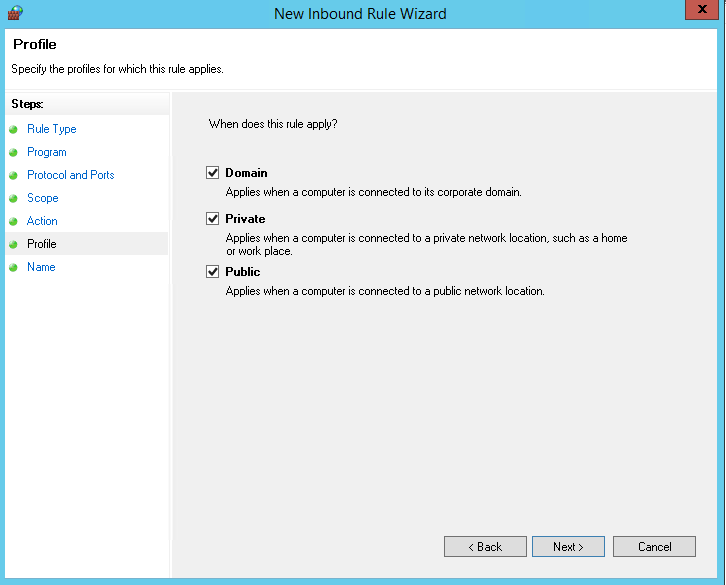 New Inbound Rule Wizard
x
Profile
Specify the profiles for which this rule applies.
Steps:
Rule Type
Program
Protocol and Ports
Scope
Action
Profile
Name
When does this rule apply?
Domain
Applies when a computer is connected to its corporate domain.
Private
Applies when a computer is connected to a private network location, such as a home
or work place.
Public
Applies when a computer is connected to a public network location.
< Back
Next >
Cancel